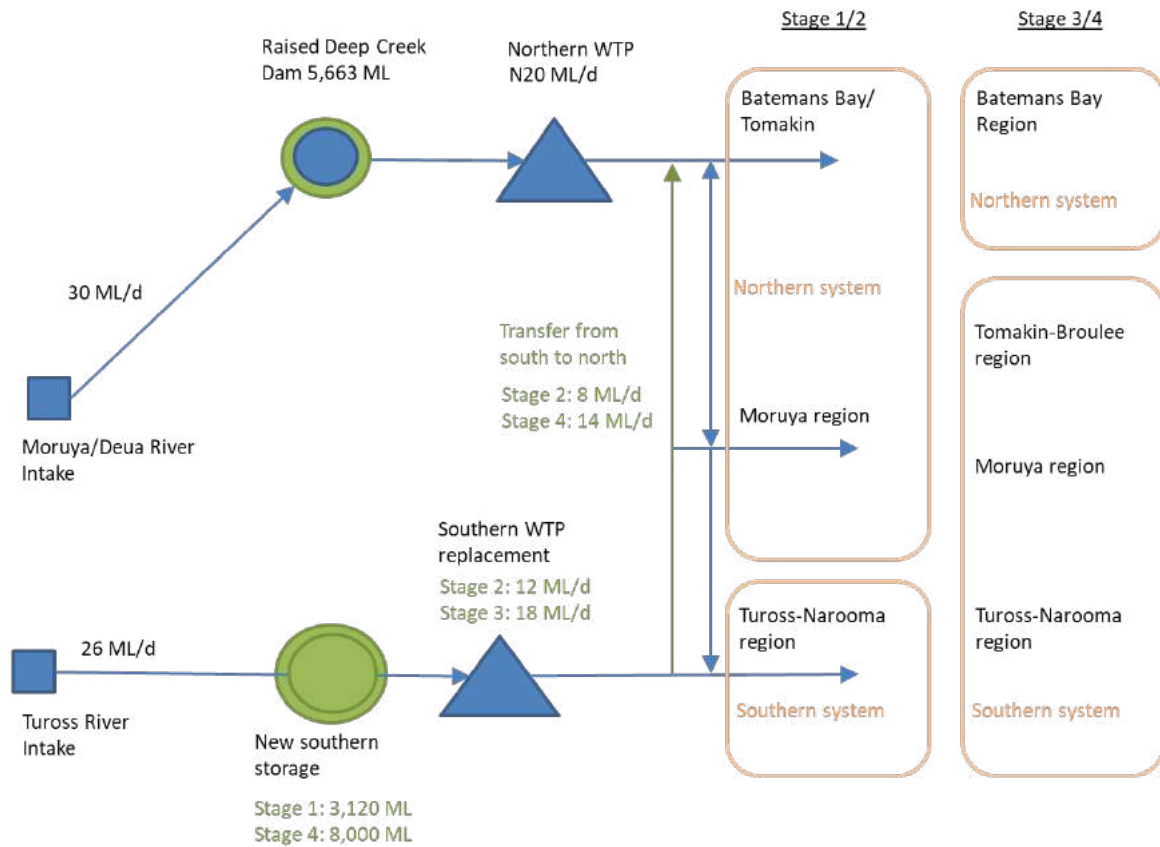 Stage 1/2
Stage 3/4
Raised Deep Creek
Dam 5,663 ML
Northern WTP
N20 ML/d
Batemans Bay/
Tomakin
Batemans Bay
Region
Northern system
30 ML/d
Northern system
Transfer from
south to north
Stage 2: 8 ML/d
Stage 4: 14 ML/d
Tomakin-Broulee
region
Moruya/Deua River
Intake
Moruya region
Moruya region
Southern WTP
replacement
Stage 2: 12 ML/d
Stage 3: 18 ML/d
26 ML/d
Tuross-Narooma
region
Tuross-Narooma
region
Southern system
Southern system
Tuross River
Intake
New southern
storage
Stage 1: 3,120 ML
Stage 4: 8,000 ML